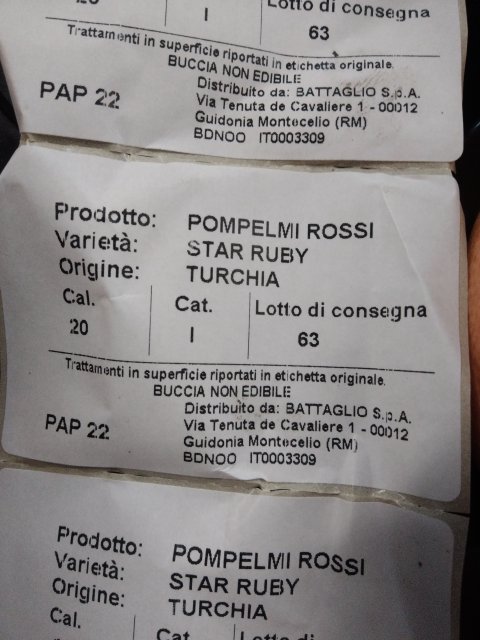 Cal.
I
Lotto di consegna
63
Trattamenti in superficie riportati in etichetta originale.
BUCCIA NON EDIBILE
PAP 22
Distribuito da: BATTAGLIO S.p.A.
Via Tenuta de Cavaliere 1 - 00012
Guidonia Montecelio (RM)
BDNOO IT0003309
Prodotto: POMPELMI ROSSI
Varietà: STAR RUBY
Origine: TURCHIA
Cal. Cat. Lotto di consegna
20 I 63
Trattamenti in superficie riportati in etichetta originale.
BUCCIA NON EDIBILE
PAP 22
Distribuito da: BATTAGLIO S.p.A.
Via Tenuta de Cavaliere 1 - 00012
Guidonia Montecelio (RM)
BDNOO IT0003309
Prodotto: POMPELMI ROSSI
Varietà: STAR RUBY
Origine: TURCHIA
Cal. Cat. Lotto di